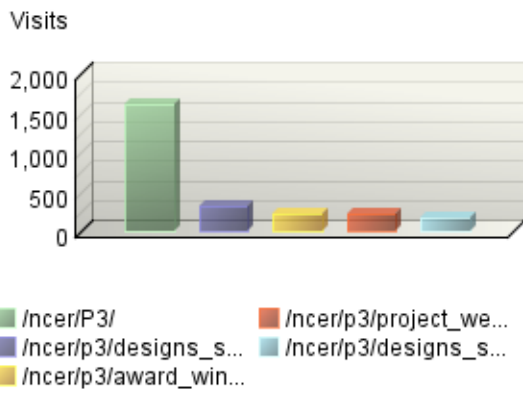 Visits
2,000
1,500
1,000
500
0
/ncer/P3/
/ncer/p3/designs_s...
/ncer/p3/award_win...
/ncer/p3/project_we...
/ncer/p3/designs_s...